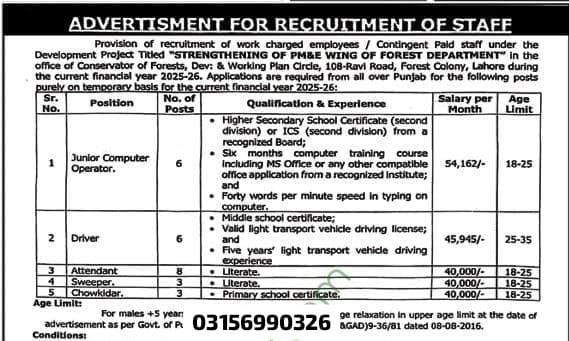 ADVERTISMENT FOR RECRUITMENT OF STAFF
Provision of recruitment of work charged employees / Contingent Paid staff under the
Development Project Titled "STRENGTHENING OF PM&E WING OF FOREST DEPARTMENT" in the
office of Conservator of Forests, Dev: & Working Plan Circle, 108-Ravi Road, Forest Colony, Lahore during
the current financial year 2025-26. Applications are required from all over Punjab for the following posts
purely on temporary basis for the current financial year 2025-26:
Sr. No. Position No. of Posts Qualification & Experience Salary per Month Age Limit
1 Junior Computer Operator. 6 54,162/- 18-25
• Higher Secondary School Certificate (second
division) or ICS (second division) from a
recognized Board;
• Six months computer training course
including MS Office or any other compatible
office application from a recognized institute;
and
• Forty words per minute speed in typing on
computer.
2 Driver 6 45,945/- 25-35
• Middle school certificate;
• Valid light transport vehicle driving license;
and
• Five years' light transport vehicle driving
experience
3 Attendant 8 • Literate. 40,000/- 18-25
4 Sweeper. 3 • Literate. 40,000/- 18-25
5 Chowkidar. 3 • Primary school certificate. 40,000/- 18-25
Age Limit:
For males +5 year ge relaxation in upper age limit at the date of
advertisement as per Govt. of 03156990326 &GAD)9-36/81 dated 08-08-2016.
Conditions: